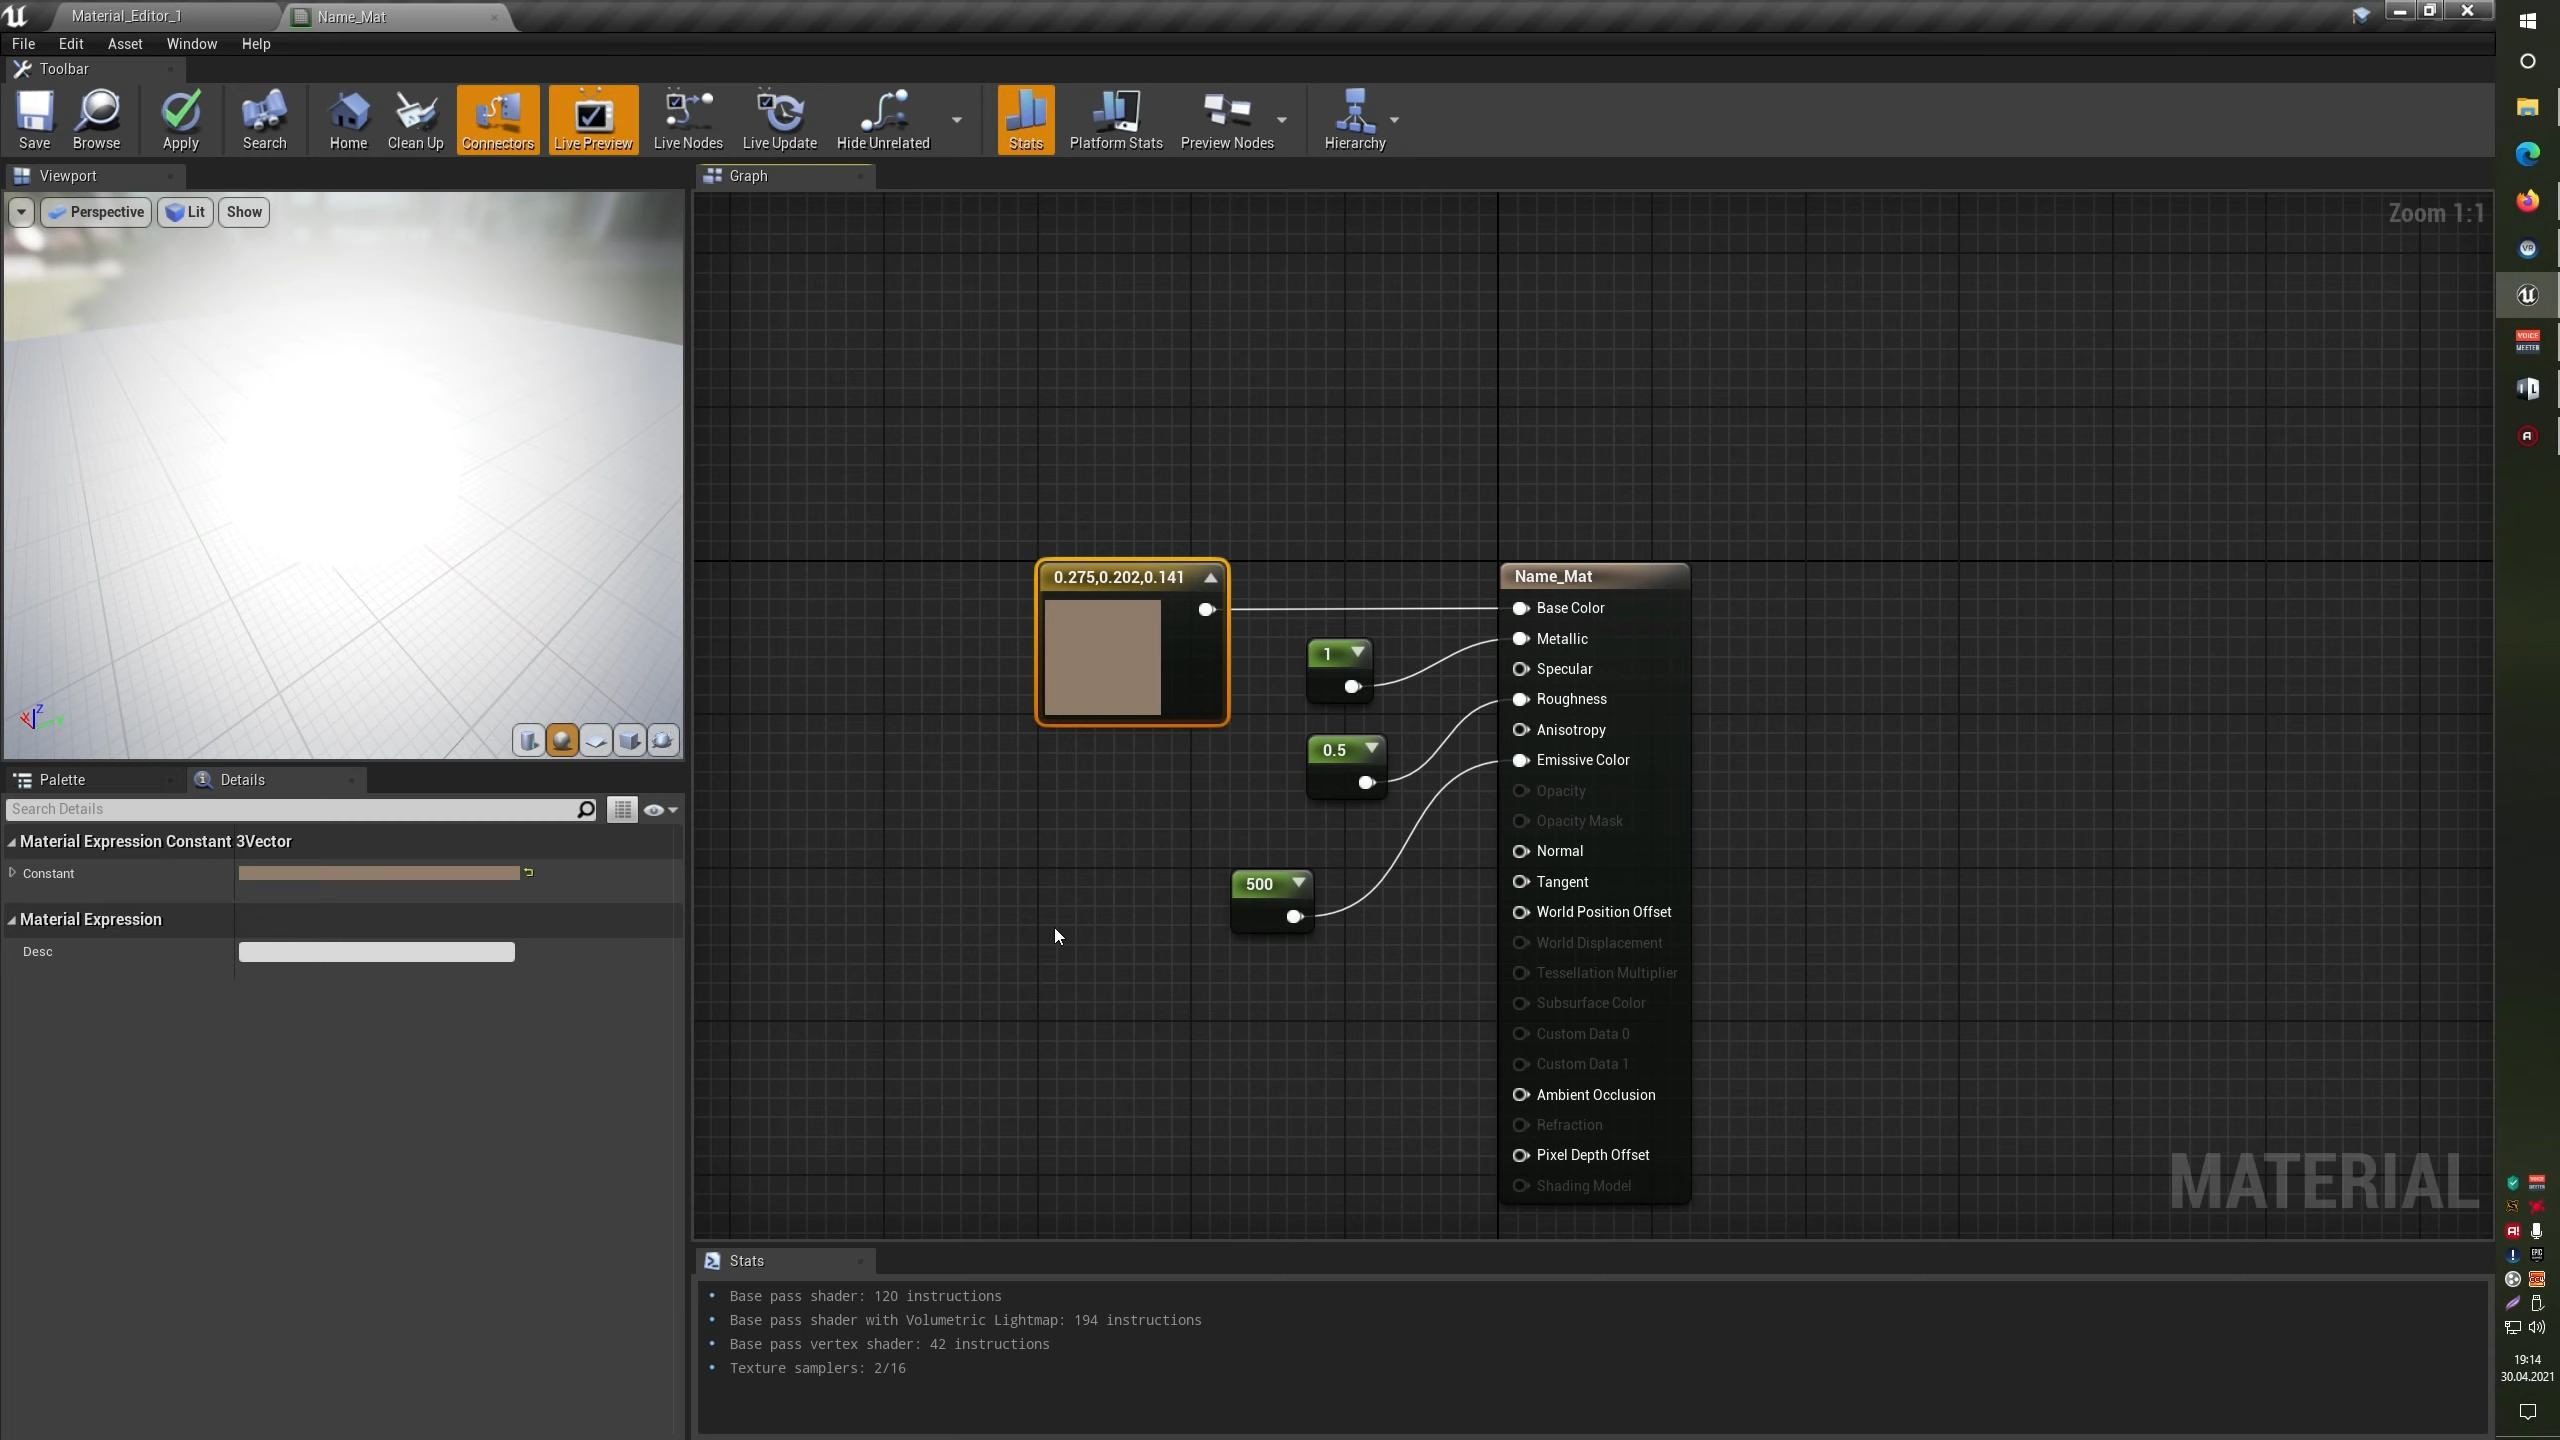 Material_Editor_1
Name_Mat
File
Edit
Asset
Window
Help
Toolbar
Save
Browse
Apply
Search
Home
Clean Up
Connectors
Live Preview
Live Nodes
Live Update
Hide Unrelated
Stats
Platform Stats
Preview Nodes
Hierarchy
Viewport
Perspective
Lit
Show
X
Z
Y
Palette
Details
Search Details
Material Expression Constant 3Vector
Constant
Material Expression
Desc
Graph
Zoom 1:1
0.275,0.202,0.141
1
0.5
500
Name_Mat
Base Color
Metallic
Specular
Roughness
Anisotropy
Emissive Color
Opacity
Opacity Mask
Normal
Tangent
World Position Offset
World Displacement
Tessellation Multiplier
Subsurface Color
Custom Data 0
Custom Data 1
Ambient Occlusion
Refraction
Pixel Depth Offset
Shading Model
MATERIAL
Stats
Base pass shader: 120 instructions
Base pass shader with Volumetric Lightmap: 194 instructions
Base pass vertex shader: 42 instructions
Texture samplers: 2/16
VR
VOICE
MEETER
19:14
30.04.2021